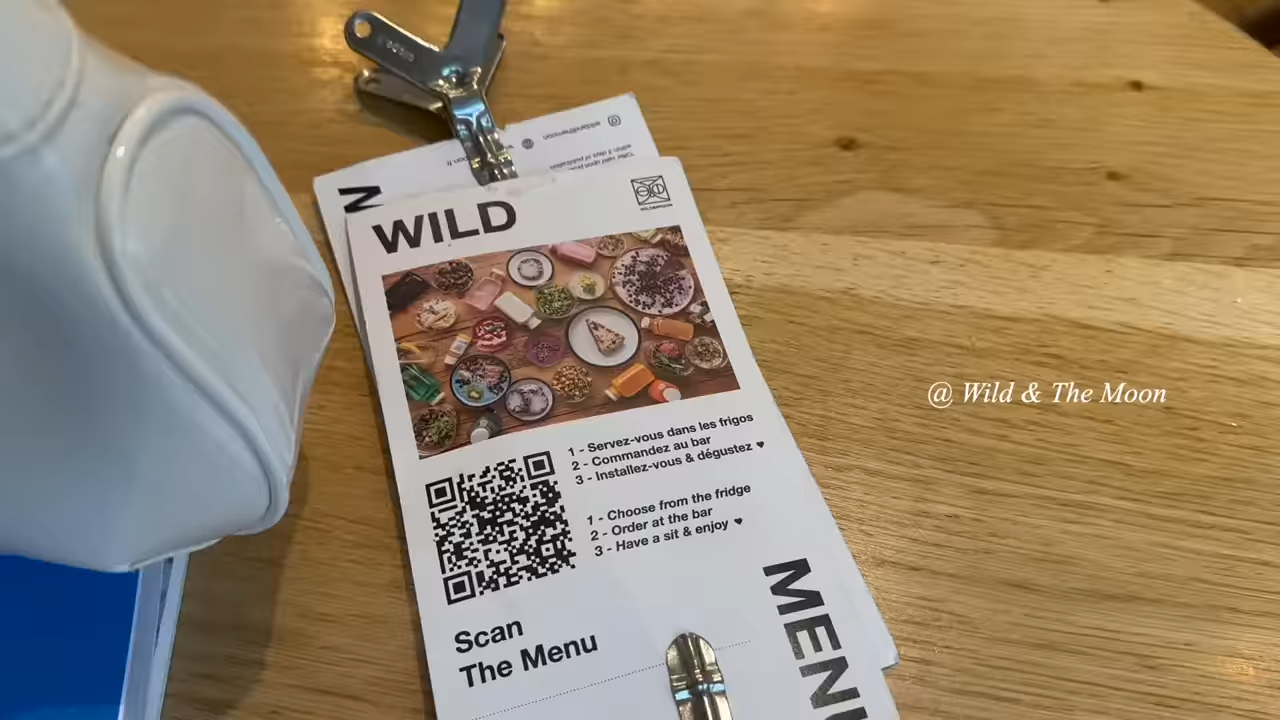 wildandthemoon
WILD
1 - Servez-vous dans les frigos
2 - Commandez au bar
3 - Installez-vous & dégustez ♥
1 - Choose from the fridge
2 - Order at the bar
3 - Have a sit & enjoy ♥
Scan
The Menu
MENU
@ Wild & The Moon